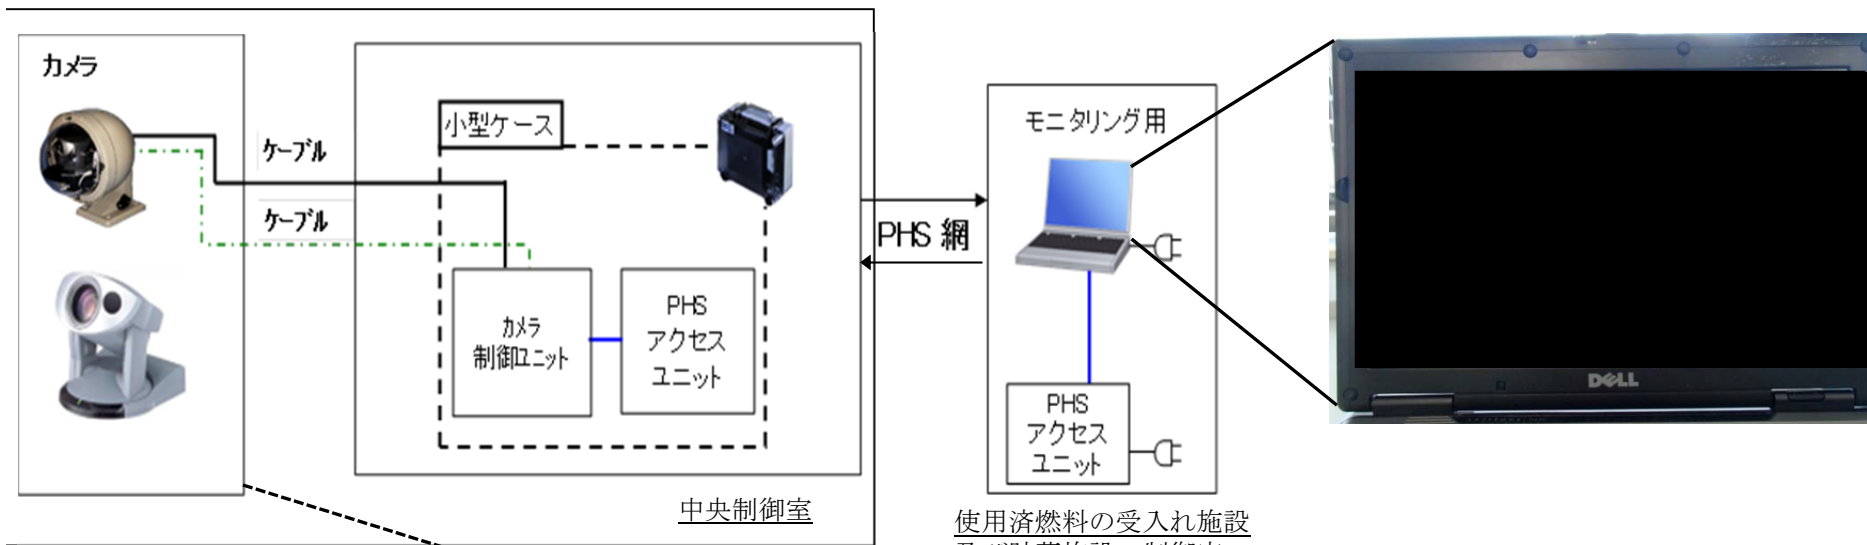 カメラ
ケーブル
ケーブル
小型ケース
カメラ
制御ユニット
PHS
アクセス
ユニット
中央制御室
PHS 網
モニタリング用
PHS
アクセス
ユニット
使用済燃料の受入れ施設
DELL